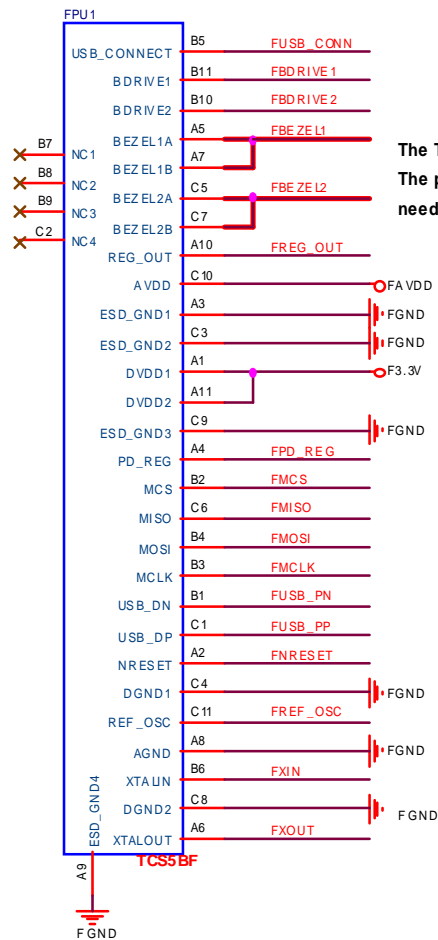 FPU1
USB_CONNECT B5 FUSB_CONN
BDRIVE1 B11 FBDRIVE1
BDRIVE2 B10 FBDRIVE2
BEZEL1A A5 FBEZEL1
B7 NC1 BEZEL1B A7
B8 NC2 BEZEL2A C5 FBEZEL2
B9 NC3 BEZEL2B C7
C2 NC4
REG_OUT A10 FREG_OUT
AVDD C10 FAVDD
ESD_GND1 A3 FGND
ESD_GND2 C3 FGND
DVDD1 A1 F3.3V
DVDD2 A11
ESD_GND3 C9 FGND
PD_REG A4 FPD_REG
MCS B2 FMCS
MISO C6 FMISO
MOSI B4 FMOSI
MCLK B3 FMCLK
USB_DN B1 FUSB_PN
USB_DP C1 FUSB_PP
NRESET A2 FNRESET
DGND1 C4 FGND
REF_OSC C11 FREF_OSC
AGND A8 FGND
XTALIN B6 FXIN
DGND2 C8 FGND
XTALOUT A6 FXOUT
ESD_GND4
TCS5BF
A9
FGND
The
The p
need